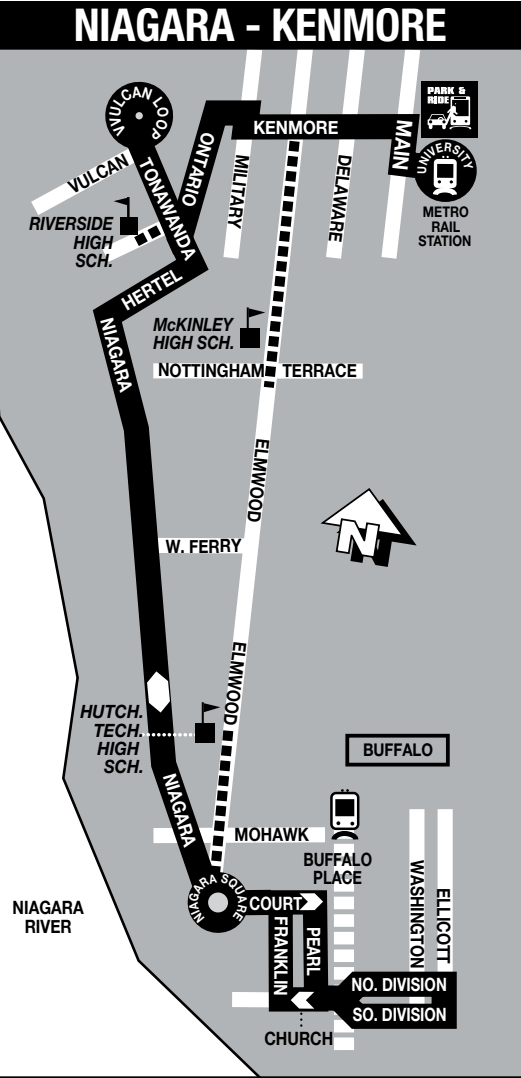 NIAGARA - KENMORE
VVULCAN LOOP
PARK &
RIDE
KENMORE
MAIN
UNIVERSITY
METRO
RAIL
STATION
VULCAN
TONAWANDA
ONTARIO
MILITARY
DELAWARE
RIVERSIDE
HIGH
SCH.
HERTEL
NIAGARA
McKINLEY
HIGH SCH.
NOTTINGHAM TERRACE
ELMWOOD
N
W. FERRY
ELMWOOD
HUTCH.
TECH.
HIGH
SCH.
BUFFALO
NIAGARA
MOHAWK
BUFFALO
PLACE
NIAGARA SQUARE
COURT
FRANKLIN
PEARL
WASHINGTON
ELLICOTT
NIAGARA
RIVER
NO. DIVISION
SO. DIVISION
CHURCH